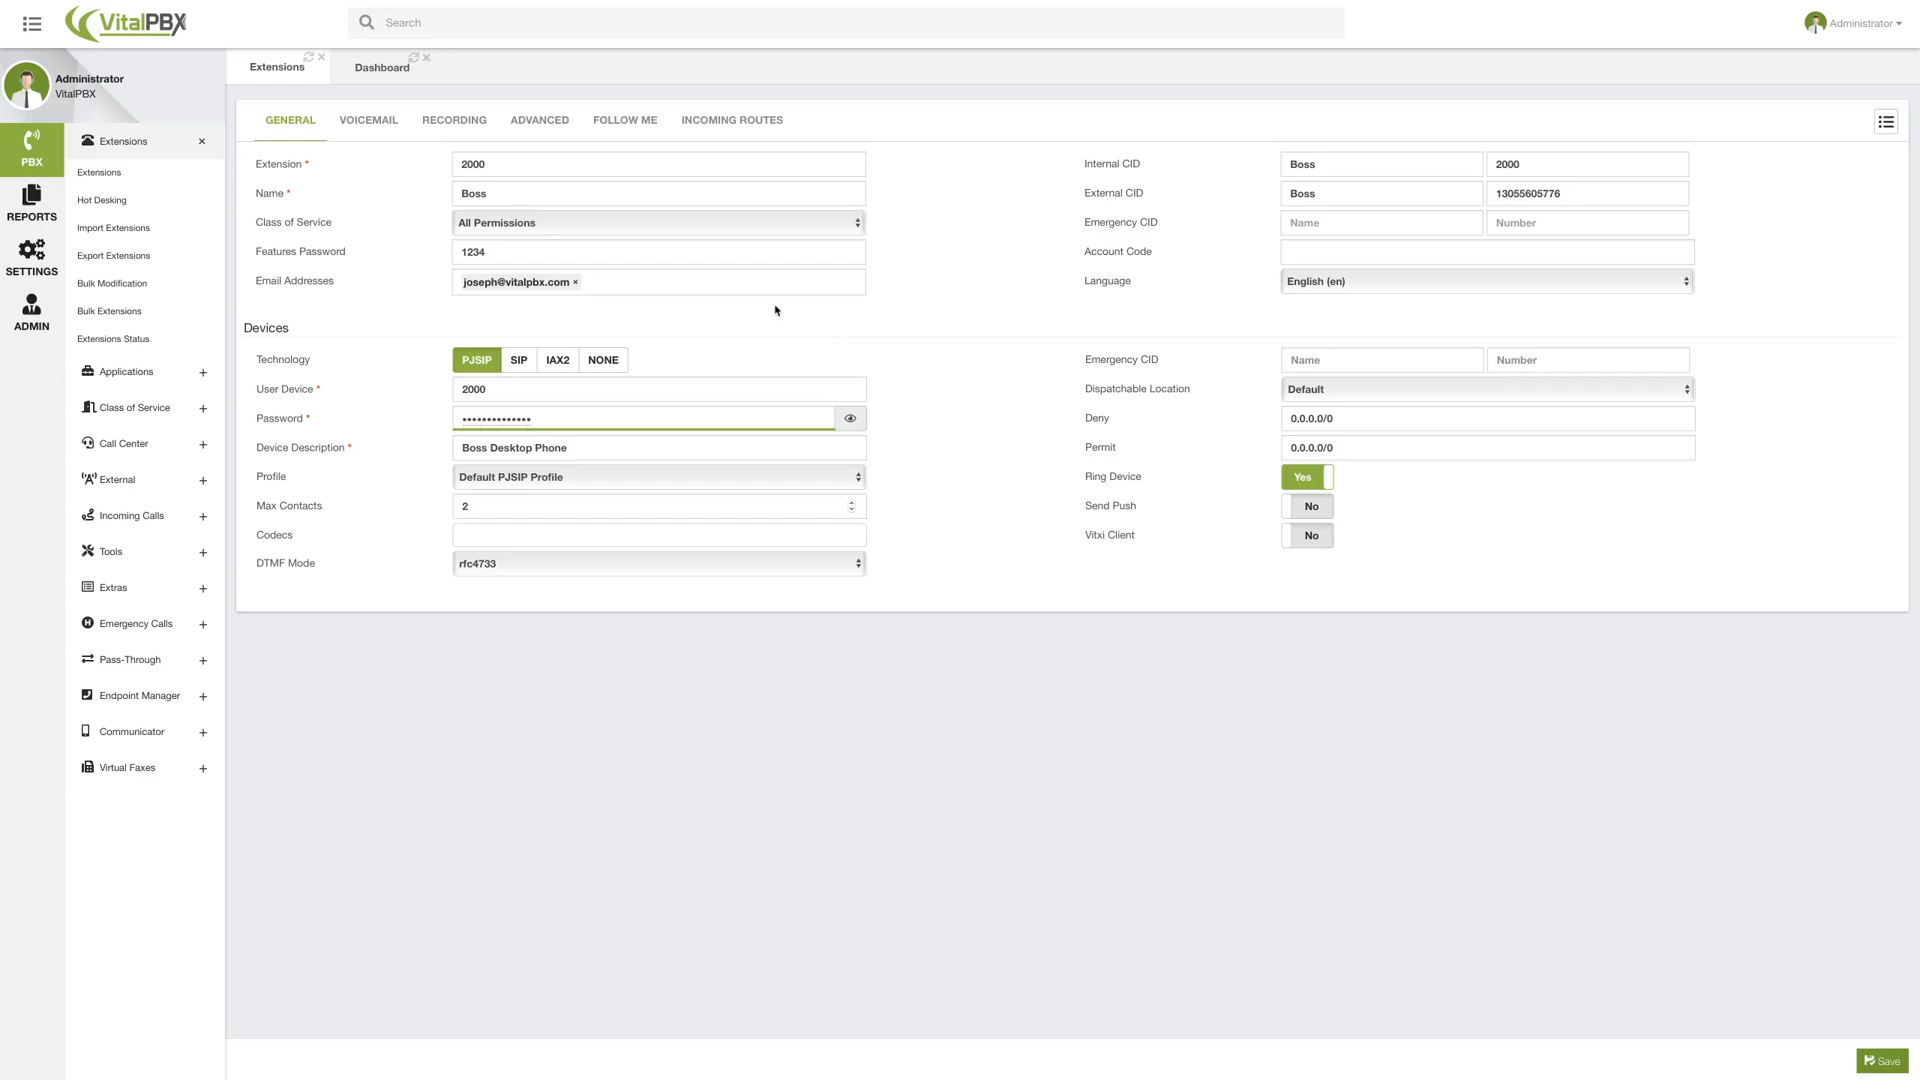 VitalPBX
Search
Administrator
Administrator
VitalPBX
PBX
REPORTS
SETTINGS
ADMIN
Extensions ×
Extensions
Hot Desking
Import Extensions
Export Extensions
Bulk Modification
Bulk Extensions
Extensions Status
Applications +
Class of Service +
Call Center +
External +
Incoming Calls +
Tools +
Extras +
Emergency Calls +
Pass-Through +
Endpoint Manager +
Communicator +
Virtual Faxes +
Extensions × Dashboard ×
GENERAL VOICEMAIL RECORDING ADVANCED FOLLOW ME INCOMING ROUTES
Extension * 2000
Name * Boss
Class of Service All Permissions
Features Password 1234
Email Addresses joseph@vitalpbx.com ×
Internal CID Boss 2000
External CID Boss 13055605776
Emergency CID Name Number
Account Code
Language English (en)
Devices
Technology PJSIP SIP IAX2 NONE
User Device * 2000
Password * ••••••••••••••
Device Description * Boss Desktop Phone
Profile Default PJSIP Profile
Max Contacts 2
Codecs
DTMF Mode rfc4733
Emergency CID Name Number
Dispatchable Location Default
Deny 0.0.0.0/0
Permit 0.0.0.0/0
Ring Device Yes
Send Push No
Vitxi Client No
Save